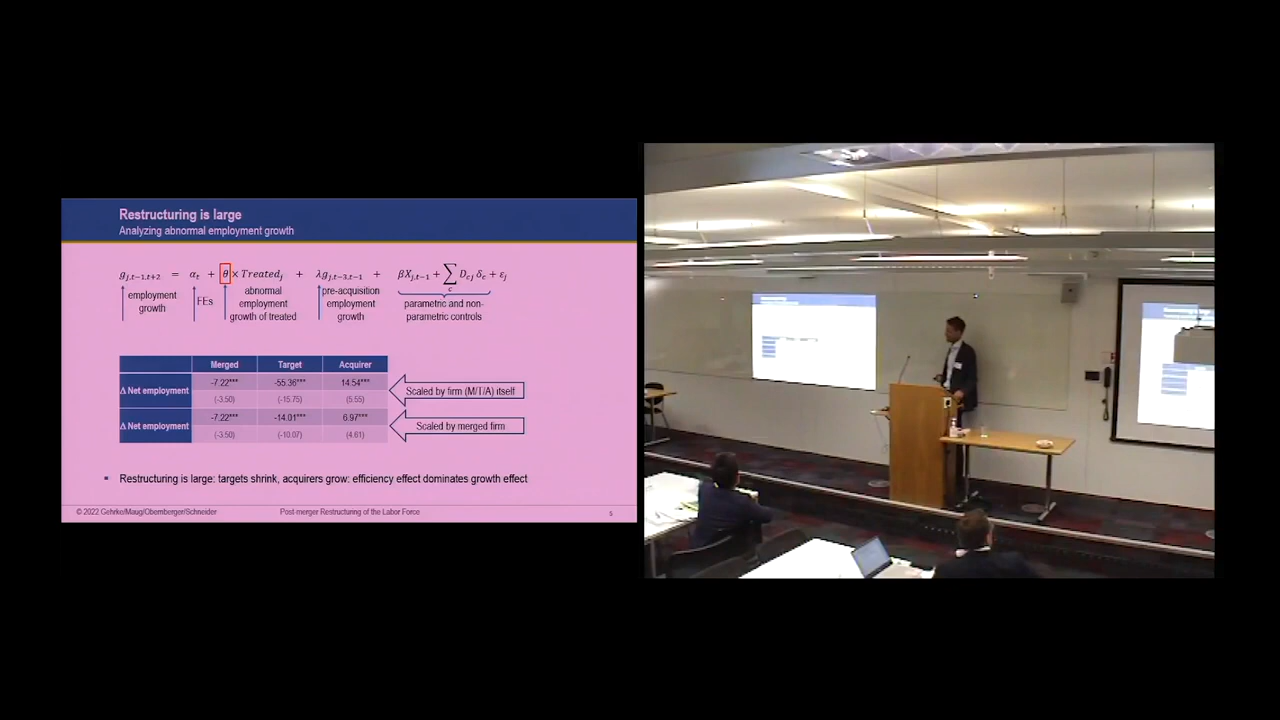 Restructuring is large
Analyzing abnormal employment growth
g_{j,t−1,t+2} = α_t + θ × Treated_j + λg_{j,t−3,t−1} + βX_{j,t−1} + ∑_c D_{cj} δ_c + ε_j
employment growth
FEs
abnormal employment growth of treated
pre-acquisition employment growth
parametric and non-parametric controls
Merged Target Acquirer
Δ Net employment -7.22*** -55.36*** 14.54***
(-3.50) (-15.75) (5.55)
Δ Net employment -7.22*** -14.01*** 6.97***
(-3.50) (-10.07) (4.61)
Scaled by firm (M/T/A) itself
Scaled by merged firm
▪ Restructuring is large: targets shrink, acquirers grow: efficiency effect dominates growth effect
© 2022 Gehrke/Maug/Obernberger/Schneider Post-merger Restructuring of the Labor Force 5